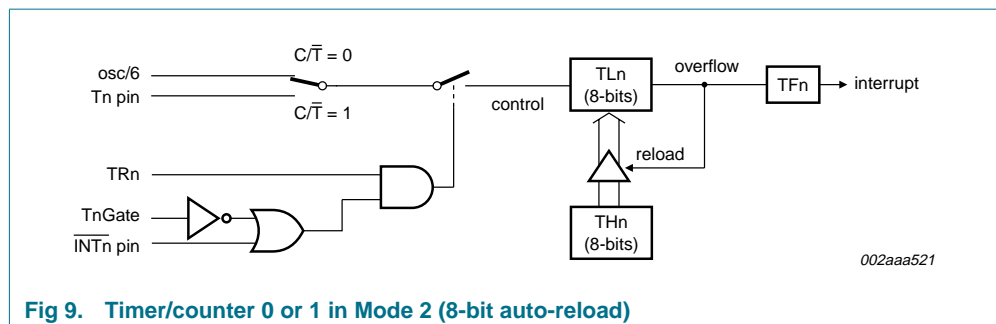 C/T̅ = 0
osc/6
Tn pin
C/T̅ = 1
control
TLn
(8-bits)
overflow
TFn
interrupt
reload
TRn
TnGate
I̅N̅T̅n̅ pin
THn
(8-bits)
002aaa521
Fig 9. Timer/counter 0 or 1 in Mode 2 (8-bit auto-reload)